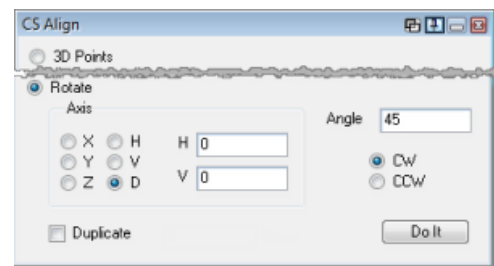 CS Align
3D Points
Rotate
Axis
Angle 45
X H H 0
Y V V 0
Z D
CW
CCW
Duplicate Do It